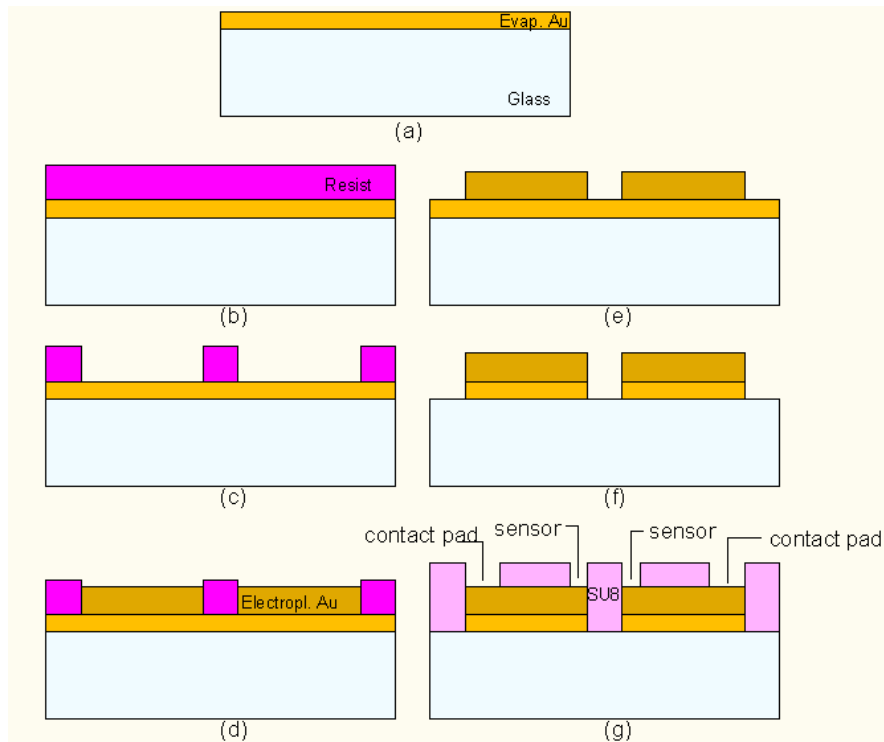 Evap. Au
Glass
(a)
Resist
(b)
(e)
(c)
(f)
contact pad
sensor
sensor
contact pad
Electropl. Au
SU8
(d)
(g)